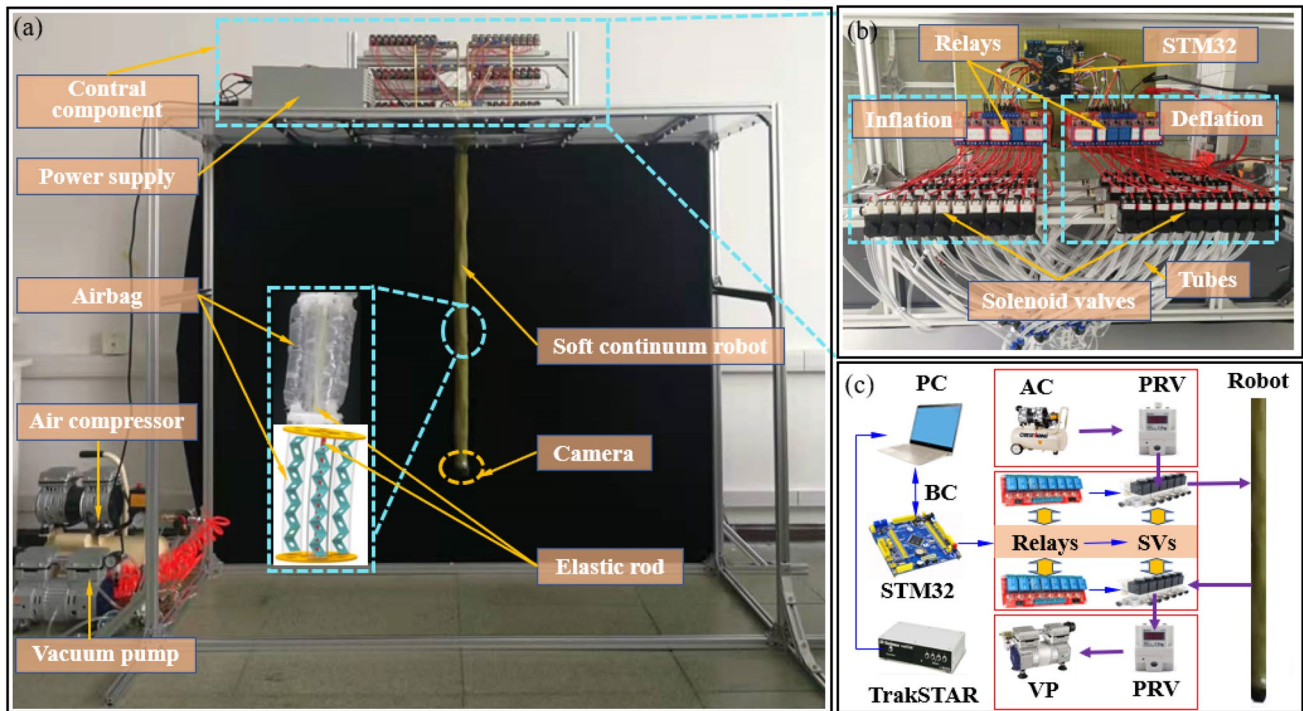 (a)
Contral
component
Power supply
Airbag
Air compressor
Vacuum pump
Soft continuum robot
Camera
Elastic rod
(b)
Relays
STM32
Inflation
Deflation
Solenoid valves
Tubes
(c)
PC
AC
PRV
Robot
BC
Relays
SVs
STM32
TrakSTAR
VP
PRV